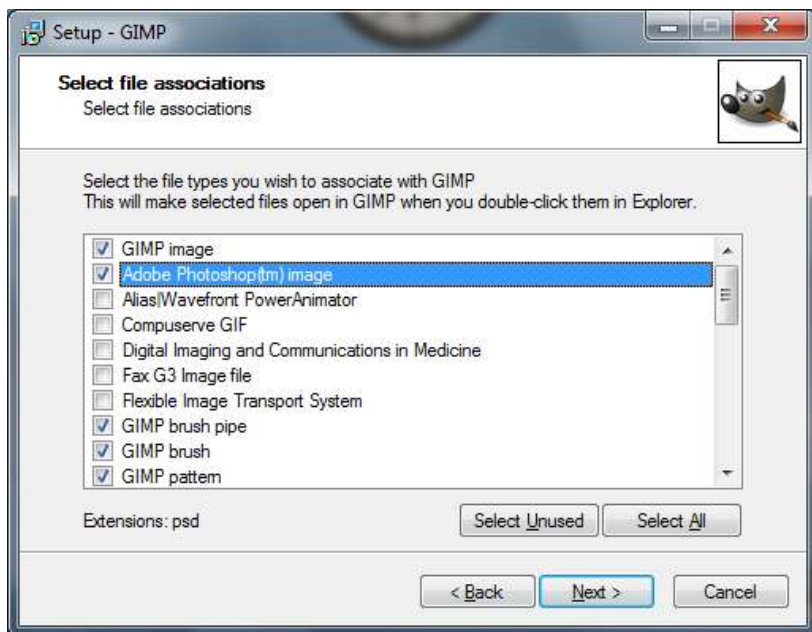 Setup - GIMP
Select file associations
Select file associations
Select the file types you wish to associate with GIMP
This will make selected files open in GIMP when you double-click them in Explorer.
GIMP image
Adobe Photoshop(tm) image
Alias|Wavefront PowerAnimator
Compuserve GIF
Digital Imaging and Communications in Medicine
Fax G3 Image file
Flexible Image Transport System
GIMP brush pipe
GIMP brush
GIMP pattern
Extensions: psd
Select Unused
Select All
< Back
Next >
Cancel